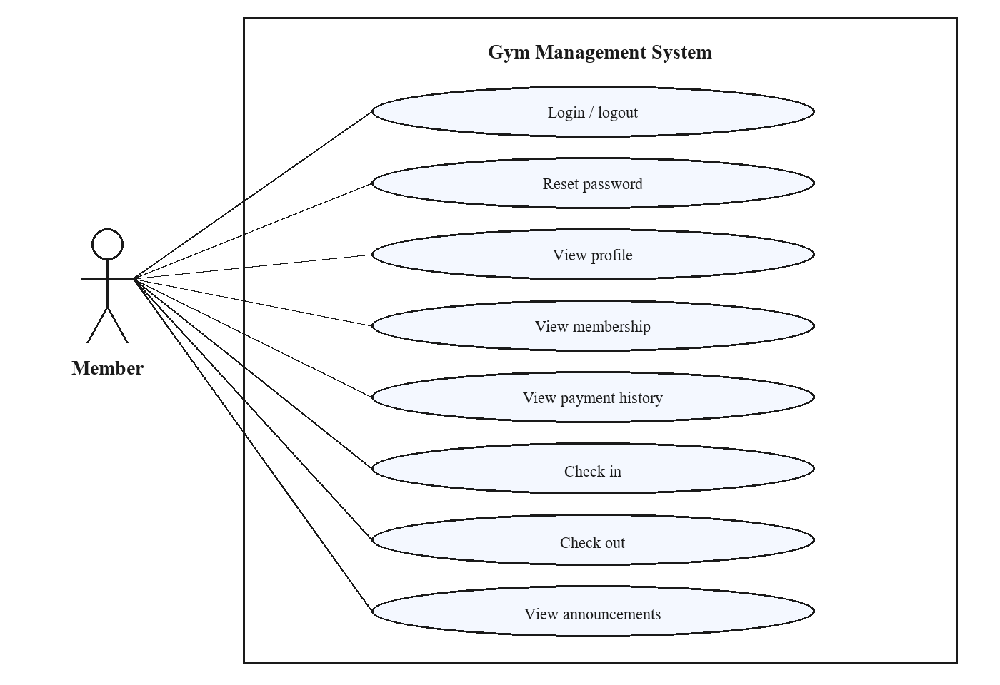 Gym Management System
Login / logout
Reset password
View profile
View membership
Member
View payment history
Check in
Check out
View announcements